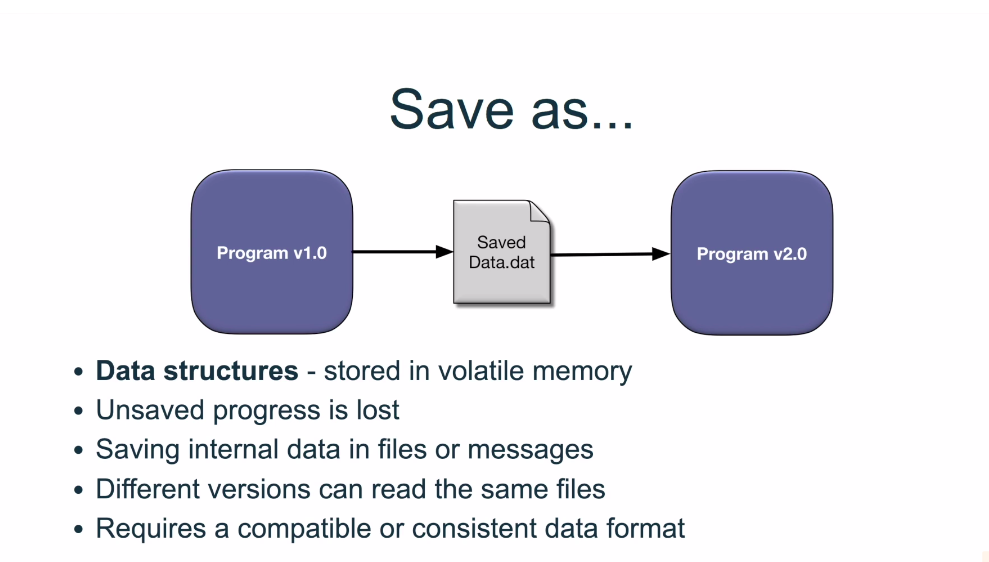 Save as...
Program v1.0
Saved
Data.dat
Program v2.0
• Data structures - stored in volatile memory
• Unsaved progress is lost
• Saving internal data in files or messages
• Different versions can read the same files
• Requires a compatible or consistent data format